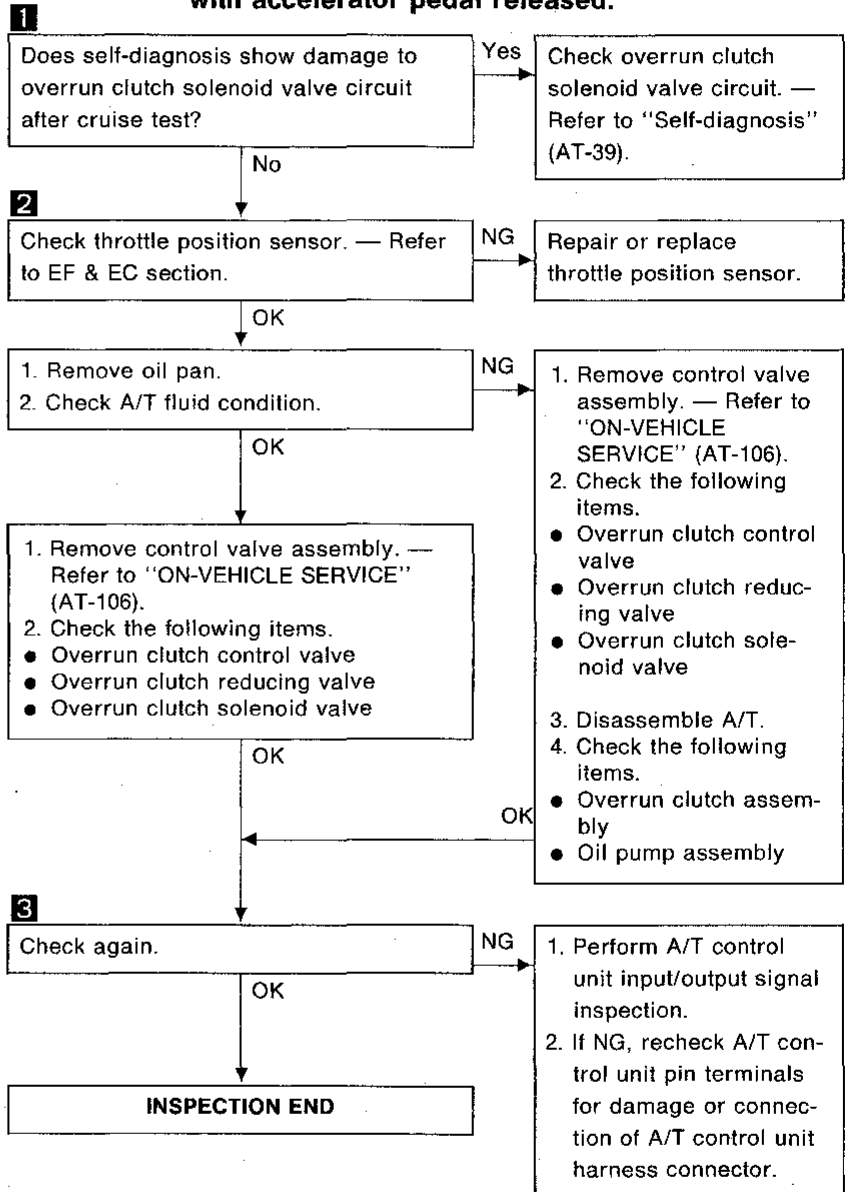 with accelerator pedal released.
1
Does self-diagnosis show damage to
overrun clutch solenoid valve circuit
after cruise test?
Yes
Check overrun clutch
solenoid valve circuit. —
Refer to "Self-diagnosis"
(AT-39).
No
2
Check throttle position sensor. — Refer
to EF & EC section.
NG
Repair or replace
throttle position sensor.
OK
1. Remove oil pan.
2. Check A/T fluid condition.
NG
1. Remove control valve
assembly. — Refer to
"ON-VEHICLE
SERVICE" (AT-106).
2. Check the following
items.
● Overrun clutch control
valve
● Overrun clutch reduc-
ing valve
● Overrun clutch sole-
noid valve
3. Disassemble A/T.
4. Check the following
items.
● Overrun clutch assem-
bly
● Oil pump assembly
OK
1. Remove control valve assembly. —
Refer to "ON-VEHICLE SERVICE"
(AT-106).
2. Check the following items.
● Overrun clutch control valve
● Overrun clutch reducing valve
● Overrun clutch solenoid valve
OK
OK
3
Check again.
NG
1. Perform A/T control
unit input/output signal
inspection.
2. If NG, recheck A/T con-
trol unit pin terminals
for damage or connec-
tion of A/T control unit
harness connector.
OK
INSPECTION END